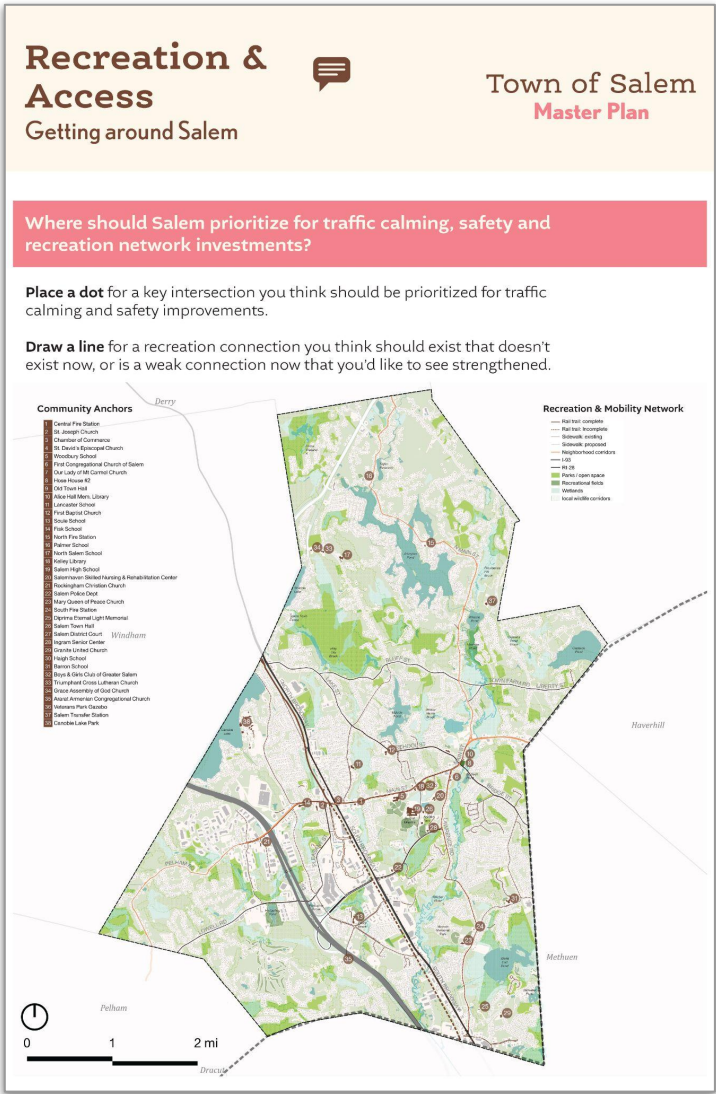 Recreation &
Access
Getting around Salem
Town of Salem
Master Plan
Where should Salem prioritize for traffic calming, safety and
recreation network investments?
Place a dot for a key intersection you think should be prioritized for traffic
calming and safety improvements.
Draw a line for a recreation connection you think should exist that doesn't
exist now, or is a weak connection now that you'd like to see strengthened.
Community Anchors
1 Central Fire Station
2 St. Joseph Church
3 Chamber of Commerce
4 St. David's Episcopal Church
5 Woodbury School
6 First Congregational Church of Salem
7 Our Lady of Mt Carmel Church
8 Hose House #2
9 Old Town Hall
10 Alice Hall Mem. Library
11 Lancaster School
12 First Baptist Church
13 Soule School
14 Fisk School
15 North Fire Station
16 Palmer School
17 North Salem School
18 Kelley Library
19 Salem High School
20 Salemhaven Skilled Nursing & Rehabilitation Center
21 Rockingham Christian Church
22 Salem Police Dept
23 Mary Queen of Peace Church
24 South Fire Station
25 Diprima Eternal Light Memorial
26 Salem Town Hall
27 Salem District Court
28 Ingram Senior Center
29 Granite United Church
30 Haigh School
31 Barron School
32 Boys & Girls Club of Greater Salem
33 Triumphant Cross Lutheran Church
34 Grace Assembly of God Church
35 Ararat Armenian Congregational Church
36 Veterans Park Gazebo
37 Salem Transfer Station
38 Canobie Lake Park
Recreation & Mobility Network
Rail trail: complete
Rail trail: incomplete
Sidewalk: existing
Sidewalk: proposed
Neighborhood corridors
I-93
Rt 28
Parks / open space
Recreational fields
Wetlands
local wildlife corridors
Derry
Windham
Haverhill
Methuen
Pelham
Dracut
0 1 2 mi